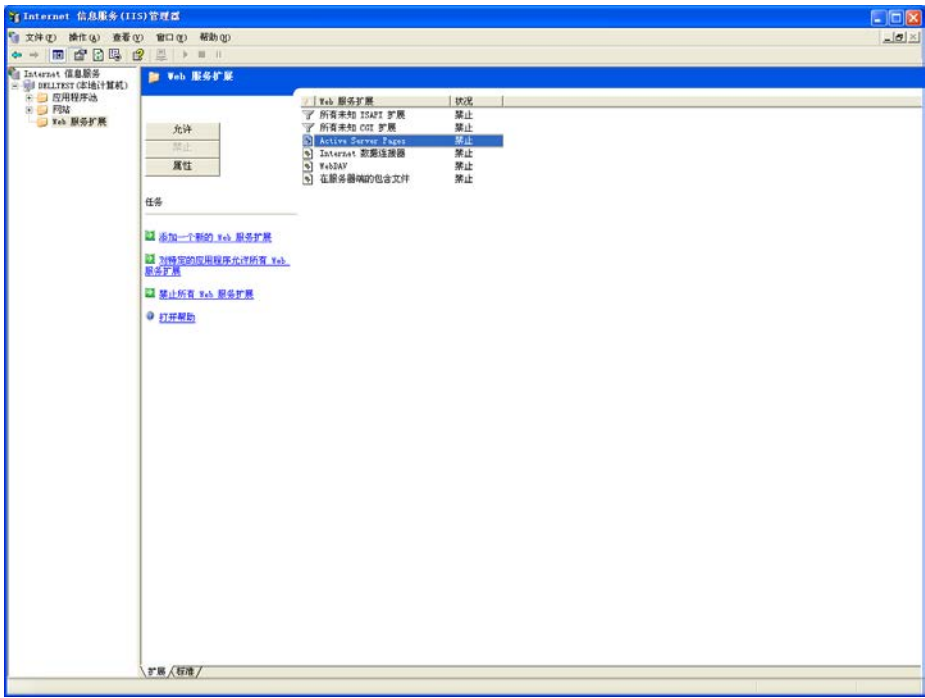 Internet 信息服务(IIS)管理器
文件(F) 操作(A) 查看(V) 窗口(W) 帮助(H)
Internet 信息服务
DELLTEST(本地计算机)
应用程序池
网站
Web 服务扩展
Web 服务扩展
允许
禁止
属性
任务
添加一个新的 Web 服务扩展
对特定的应用程序允许所有 Web
服务扩展
禁止所有 Web 服务扩展
打开帮助
Web 服务扩展 状况
所有未知 ISAPI 扩展 禁止
所有未知 CGI 扩展 禁止
Active Server Pages 禁止
Internet 数据连接器 禁止
WebDAV 禁止
在服务器端的包含文件 禁止
扩展 标准